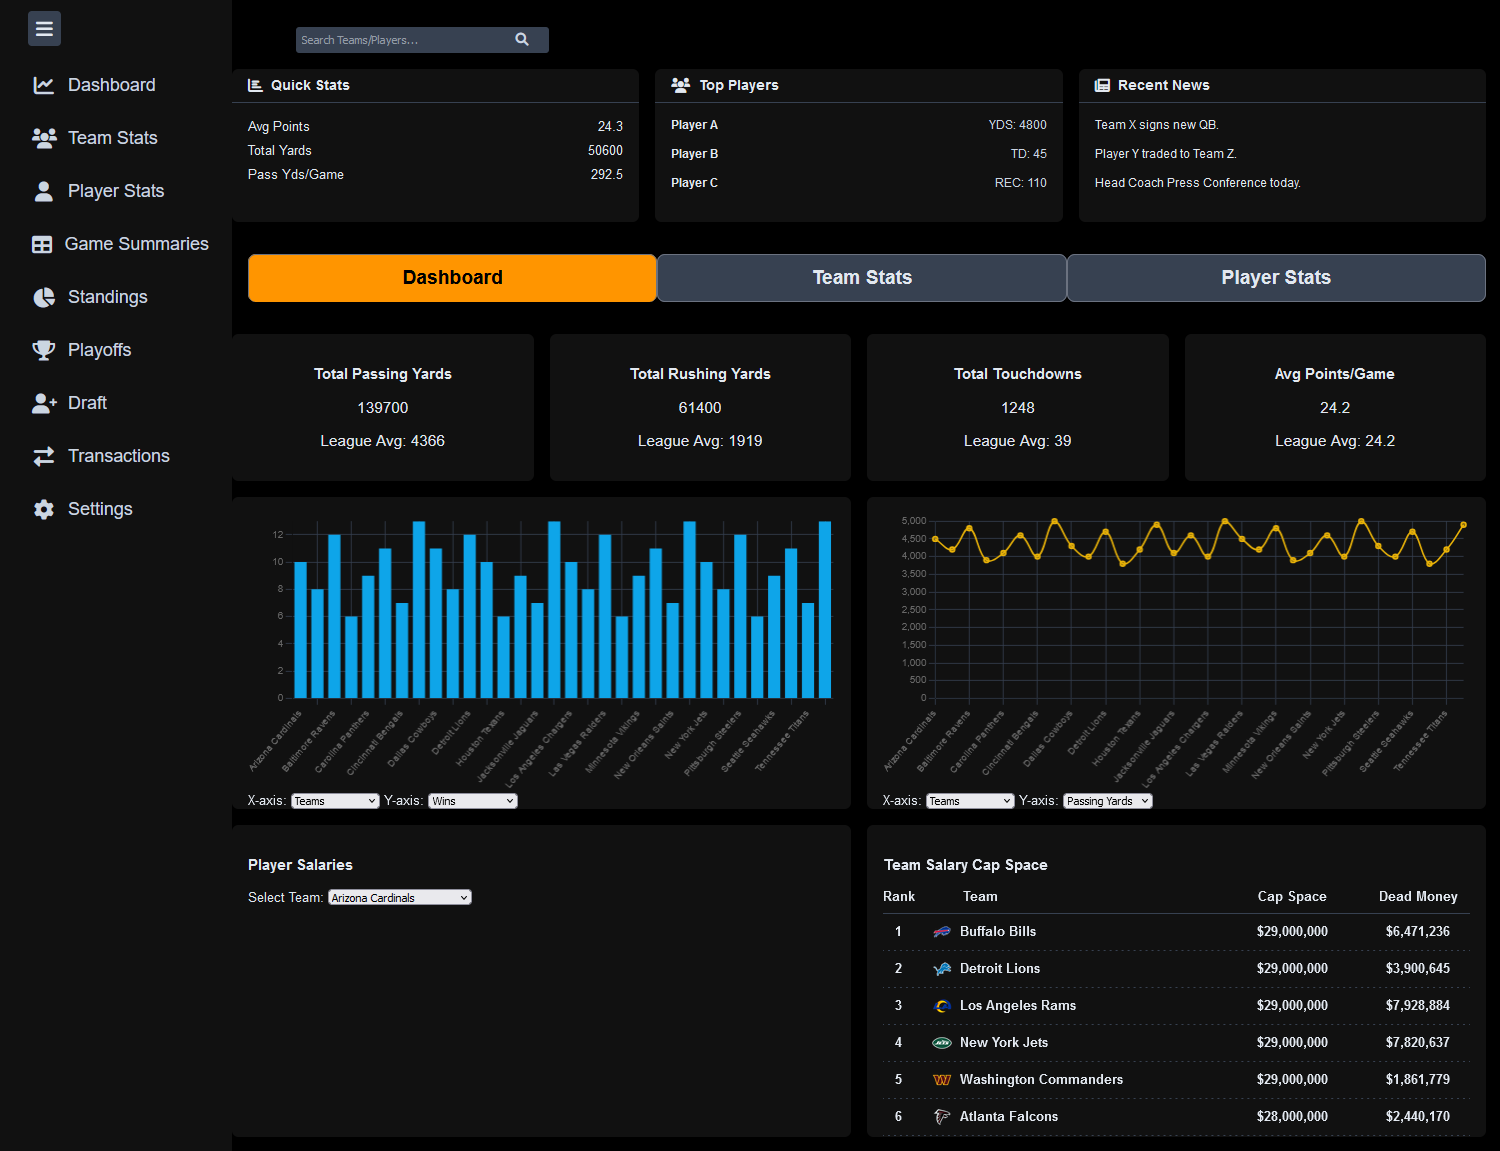 Search Teams/Players...
Dashboard
Team Stats
Player Stats
Game Summaries
Standings
Playoffs
Draft
Transactions
Settings
Quick Stats
Avg Points 24.3
Total Yards 50600
Pass Yds/Game 292.5
Top Players
Player A YDS: 4800
Player B TD: 45
Player C REC: 110
Recent News
Team X signs new QB.
Player Y traded to Team Z.
Head Coach Press Conference today.
Dashboard Team Stats Player Stats
Total Passing Yards
139700
League Avg: 4366
Total Rushing Yards
61400
League Avg: 1919
Total Touchdowns
1248
League Avg: 39
Avg Points/Game
24.2
League Avg: 24.2
12
10
8
6
4
2
0
Arizona Cardinals
Baltimore Ravens
Carolina Panthers
Cincinnati Bengals
Dallas Cowboys
Detroit Lions
Houston Texans
Jacksonville Jaguars
Los Angeles Chargers
Las Vegas Raiders
Minnesota Vikings
New Orleans Saints
New York Jets
Pittsburgh Steelers
Seattle Seahawks
Tennessee Titans
X-axis: Teams Y-axis: Wins
5,000
4,500
4,000
3,500
3,000
2,500
2,000
1,500
1,000
500
0
Arizona Cardinals
Baltimore Ravens
Carolina Panthers
Cincinnati Bengals
Dallas Cowboys
Detroit Lions
Houston Texans
Jacksonville Jaguars
Los Angeles Chargers
Las Vegas Raiders
Minnesota Vikings
New Orleans Saints
New York Jets
Pittsburgh Steelers
Seattle Seahawks
Tennessee Titans
X-axis: Teams Y-axis: Passing Yards
Player Salaries
Select Team: Arizona Cardinals
Team Salary Cap Space
Rank Team Cap Space Dead Money
1 Buffalo Bills $29,000,000 $6,471,236
2 Detroit Lions $29,000,000 $3,900,645
3 Los Angeles Rams $29,000,000 $7,928,884
4 New York Jets $29,000,000 $7,820,637
5 Washington Commanders $29,000,000 $1,861,779
6 Atlanta Falcons $28,000,000 $2,440,170